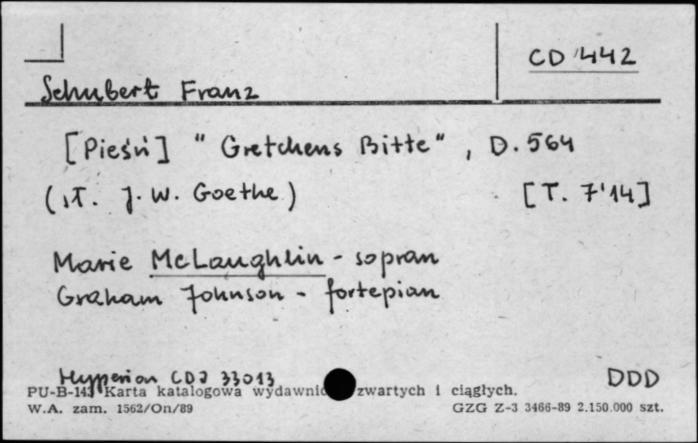 CD 442
Schubert Franz
[Pieśń] "Gretchens Bitte", D. 564
(sł. J. W. Goethe) [T. 7'14]
Marie McLaughlin - sopran
Graham Johnson - fortepian
Hyperion CDJ 33013 DDD
PU-B-143 Karta katalogowa wydawnic zwartych i ciągłych.
W.A. zam. 1562/On/89 GZG Z-3 3466-89 2.150.000 szt.